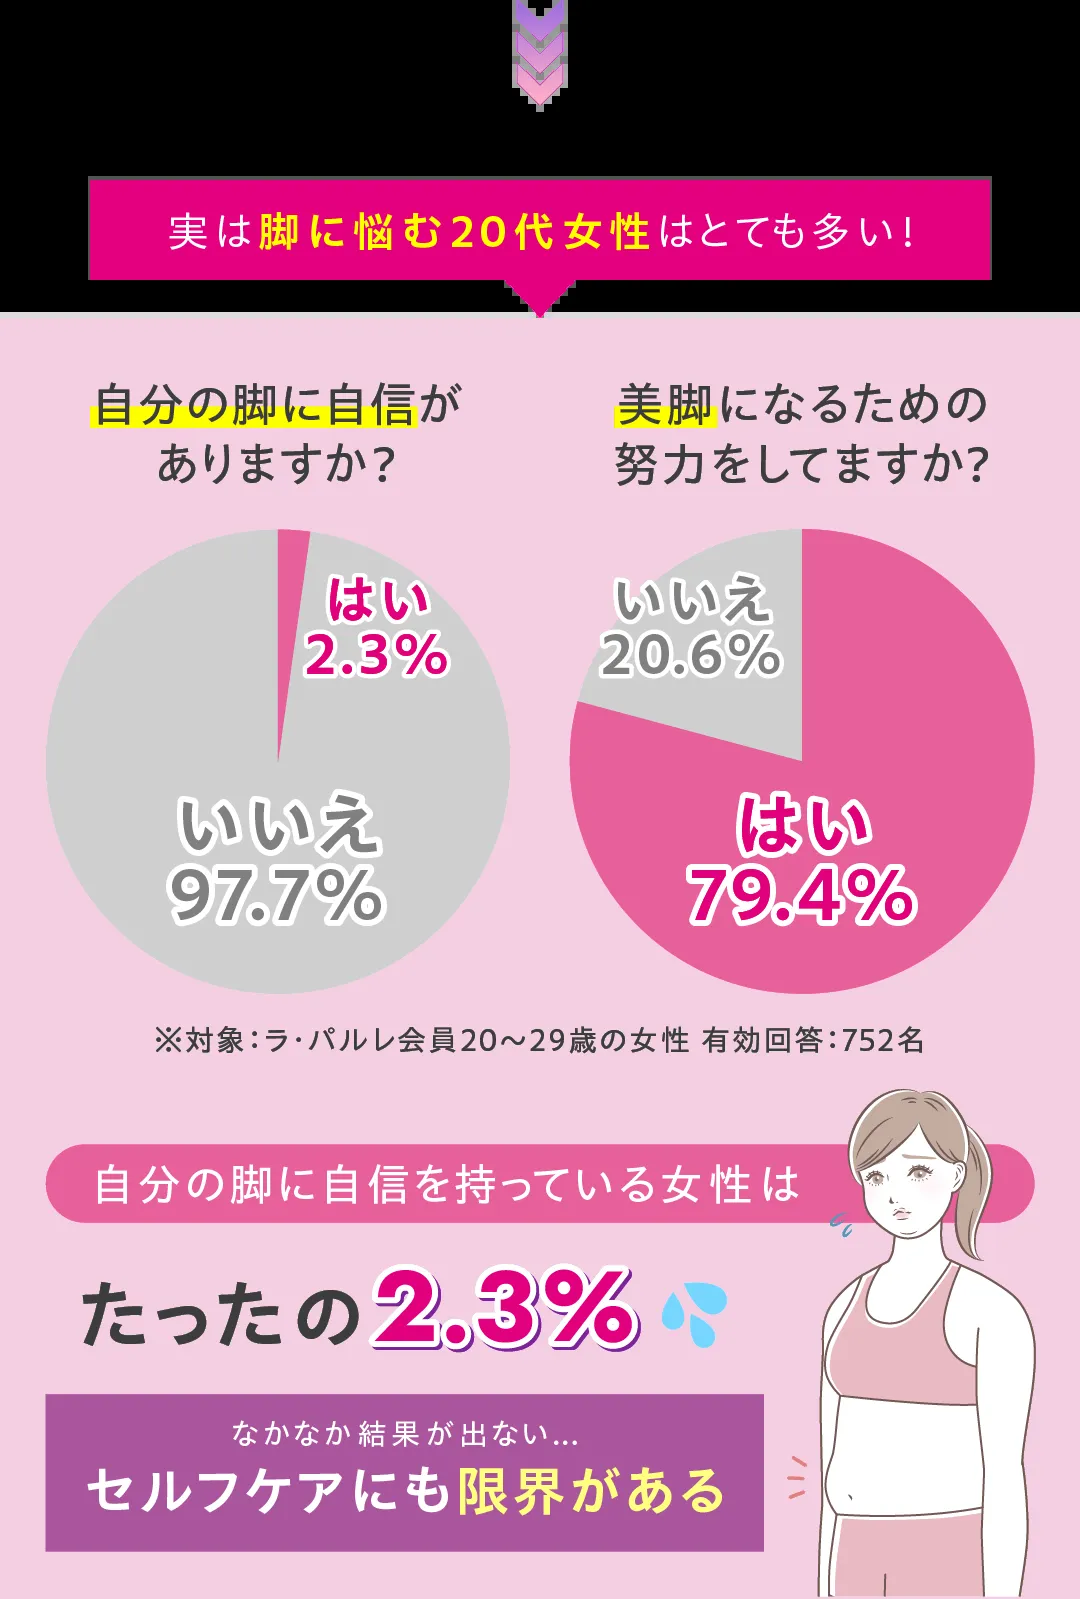 実は脚に悩む20代女性はとても多い!
自分の脚に自信が
ありますか?
美脚になるための
努力をしてますか?
はい
2.3%
いいえ
97.7%
いいえ
20.6%
はい
79.4%
※対象:ラ・パルレ会員20〜29歳の女性 有効回答:752名
自分の脚に自信を持っている女性は
たったの2.3%
なかなか結果が出ない...
セルフケアにも限界がある